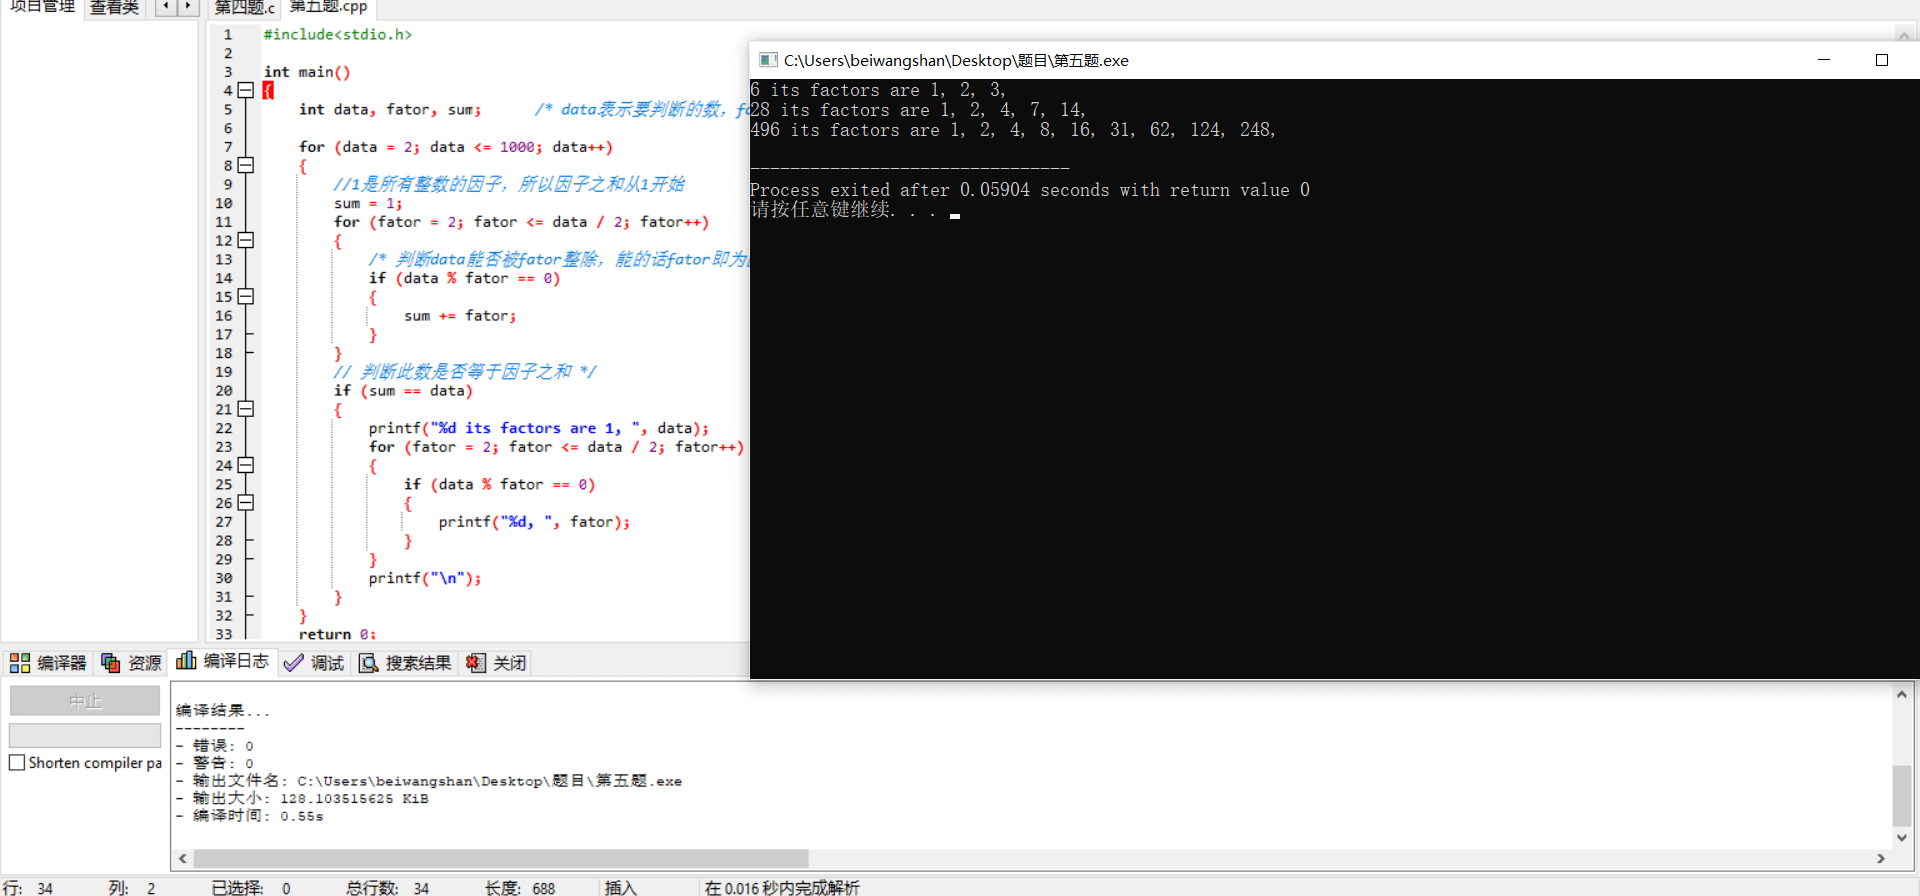 项目管理 查看类 第四题.c 第五题.cpp
1 #include<stdio.h>
2
3 int main()
4 {
5 int data, fator, sum; /* data表示要判断的数，
6
7 for (data = 2; data <= 1000; data++)
8 {
9 //1是所有整数的因子，所以因子之和从1开始
10 sum = 1;
11 for (fator = 2; fator <= data / 2; fator++)
12 {
13 /* 判断data能否被fator整除，能的话fator即为
14 if (data % fator == 0)
15 {
16 sum += fator;
17 }
18 }
19 // 判断此数是否等于因子之和 */
20 if (sum == data)
21 {
22 printf("%d its factors are 1, ", data);
23 for (fator = 2; fator <= data / 2; fator++)
24 {
25 if (data % fator == 0)
26 {
27 printf("%d, ", fator);
28 }
29 }
30 printf("\n");
31 }
32 }
33 return 0;
C:\Users\beiwangshan\Desktop\题目\第五题.exe
6 its factors are 1, 2, 3,
28 its factors are 1, 2, 4, 7, 14,
496 its factors are 1, 2, 4, 8, 16, 31, 62, 124, 248,
--------------------------------
Process exited after 0.05904 seconds with return value 0
请按任意键继续. . .
编译器 资源 编译日志 调试 搜索结果 关闭
中止
Shorten compiler pa
编译结果...
--------
- 错误: 0
- 警告: 0
- 输出文件名: C:\Users\beiwangshan\Desktop\题目\第五题.exe
- 输出大小: 128.103515625 KiB
- 编译时间: 0.55s
行: 34 列: 2 已选择: 0 总行数: 34 长度: 688 插入 在 0.016 秒内完成解析